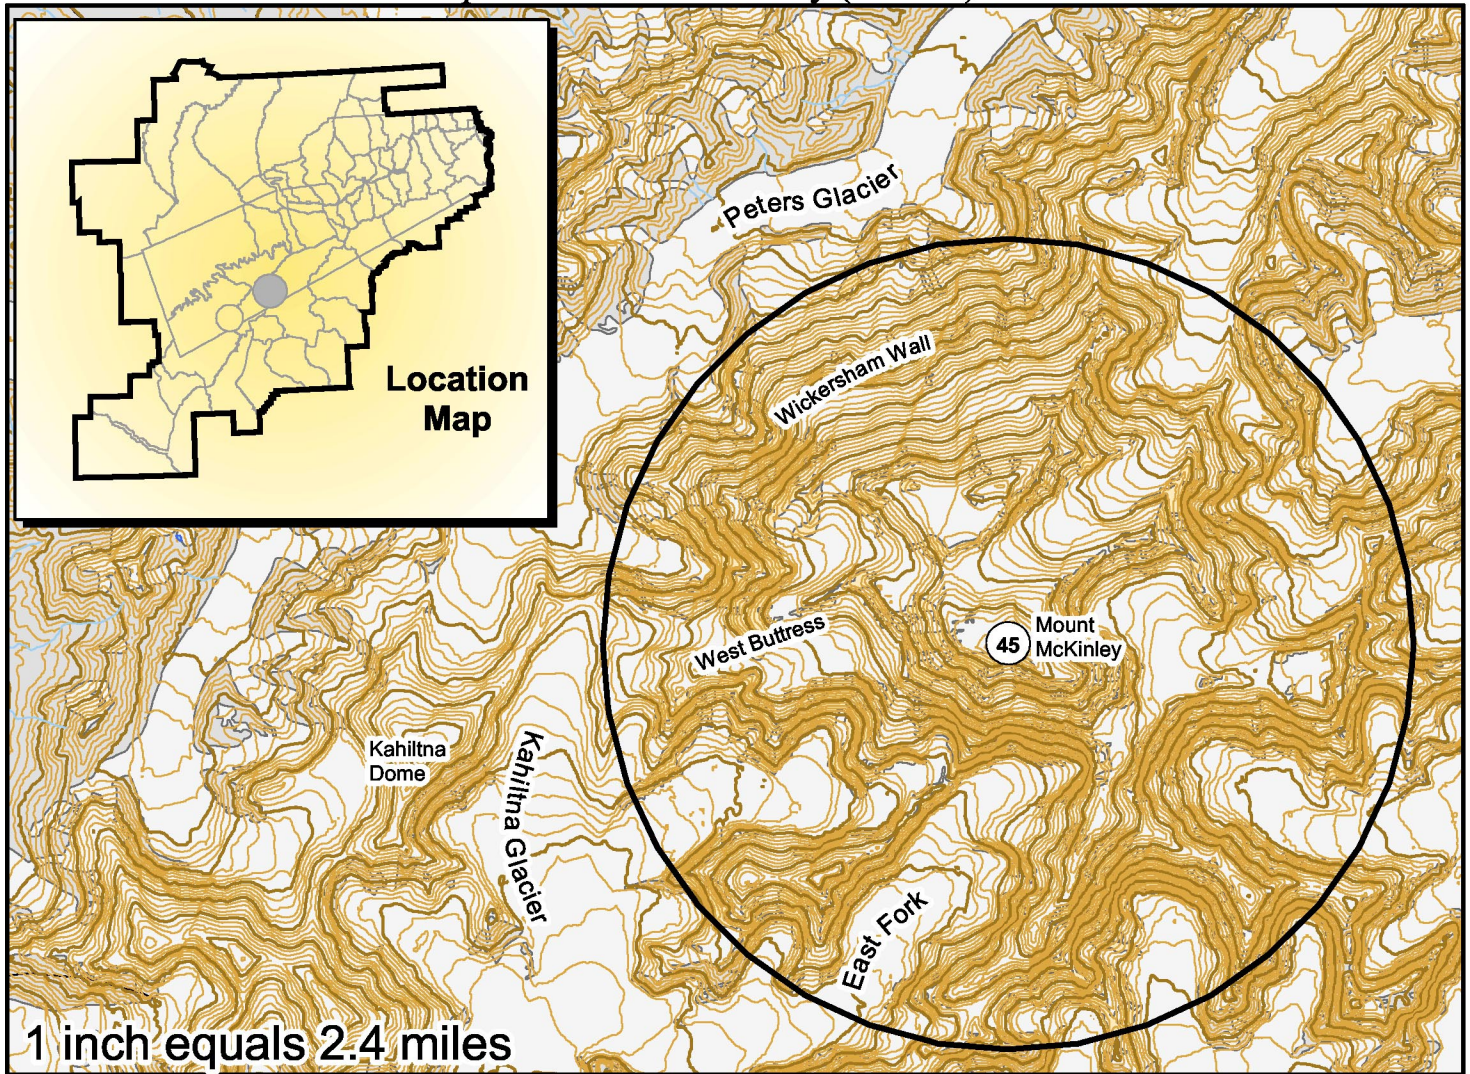 Location
Map
Peters Glacier
Wickersham Wall
West Buttress
45
Mount
McKinley
Kahiltna
Dome
Kahiltna Glacier
East Fork
1 inch equals 2.4 miles